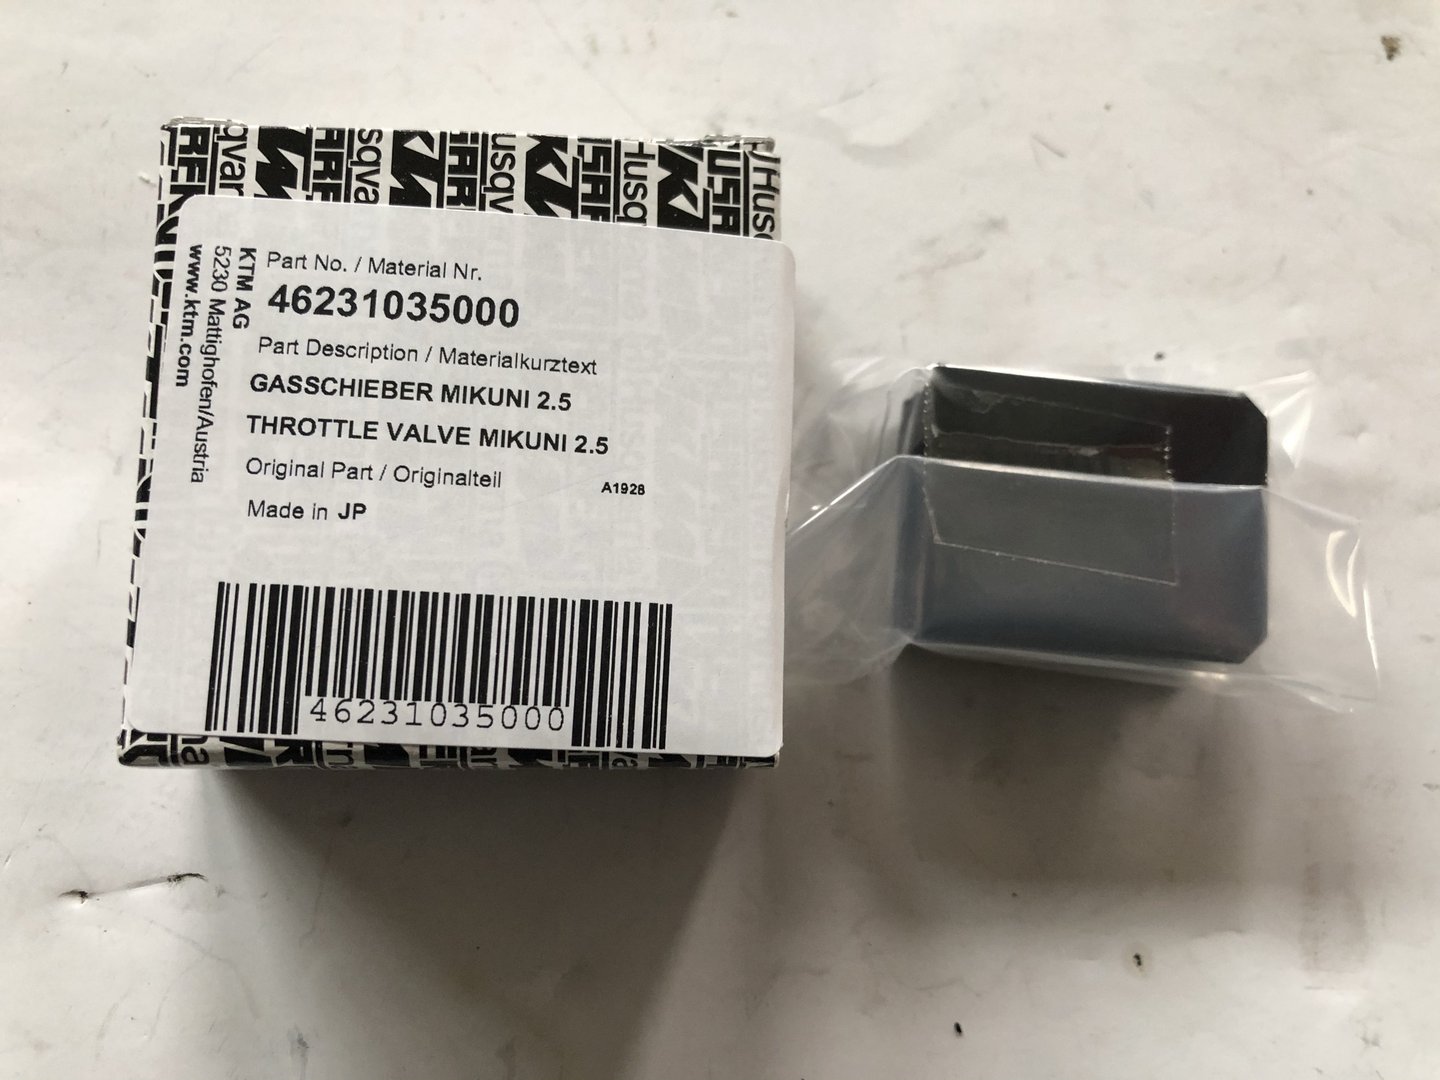 Part No. / Material Nr.
46231035000
Part Description / Materialkurztext
GASSCHIEBER MIKUNI 2.5
THROTTLE VALVE MIKUNI 2.5
Original Part / Originalteil
A1928
Made in JP
46231035000
KTM AG
5230 Mattighofen/Austria
www.ktm.com